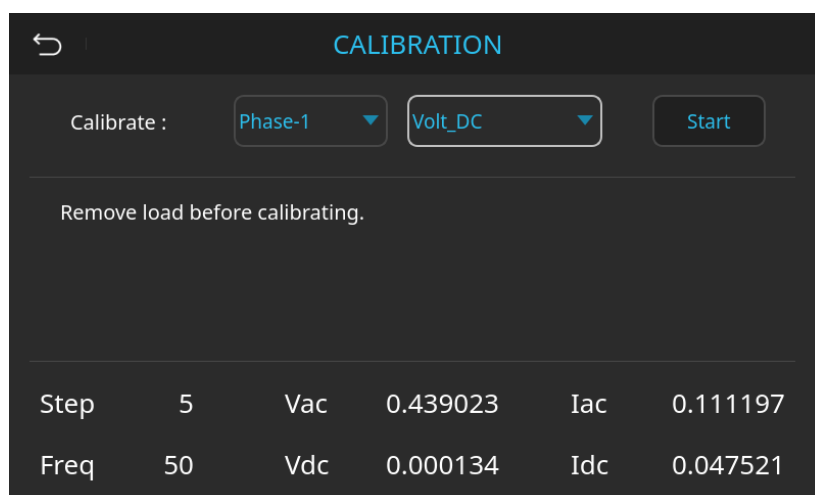 CALIBRATION
Calibrate : Phase-1 Volt_DC Start
Remove load before calibrating.
Step 5 Vac 0.439023 Iac 0.111197
Freq 50 Vdc 0.000134 Idc 0.047521